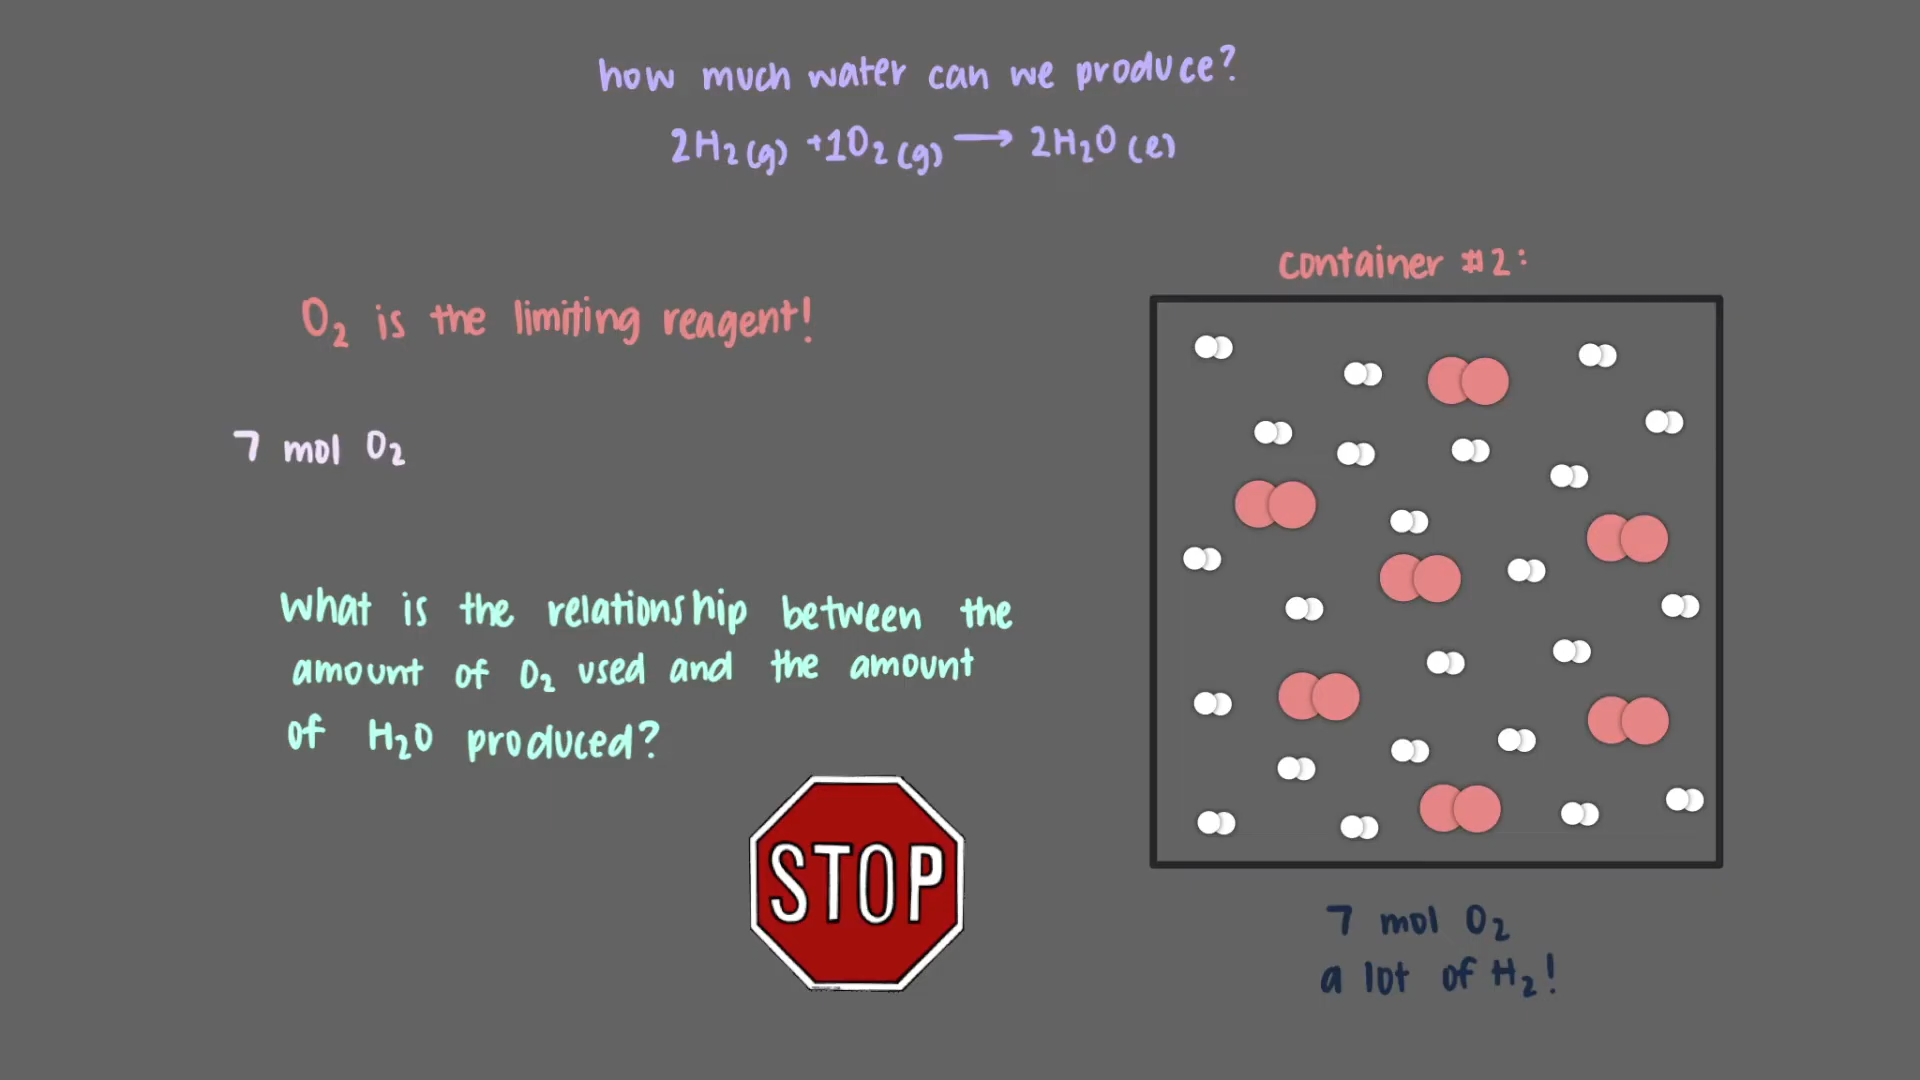 how much water can we produce?
2H₂(g) +1O₂(g) → 2H₂O(ℓ)
container #2:
O₂ is the limiting reagent!
7 mol O₂
What is the relationship between the
amount of O₂ used and the amount
of H₂O produced?
STOP
7 mol O₂
a lot of H₂!